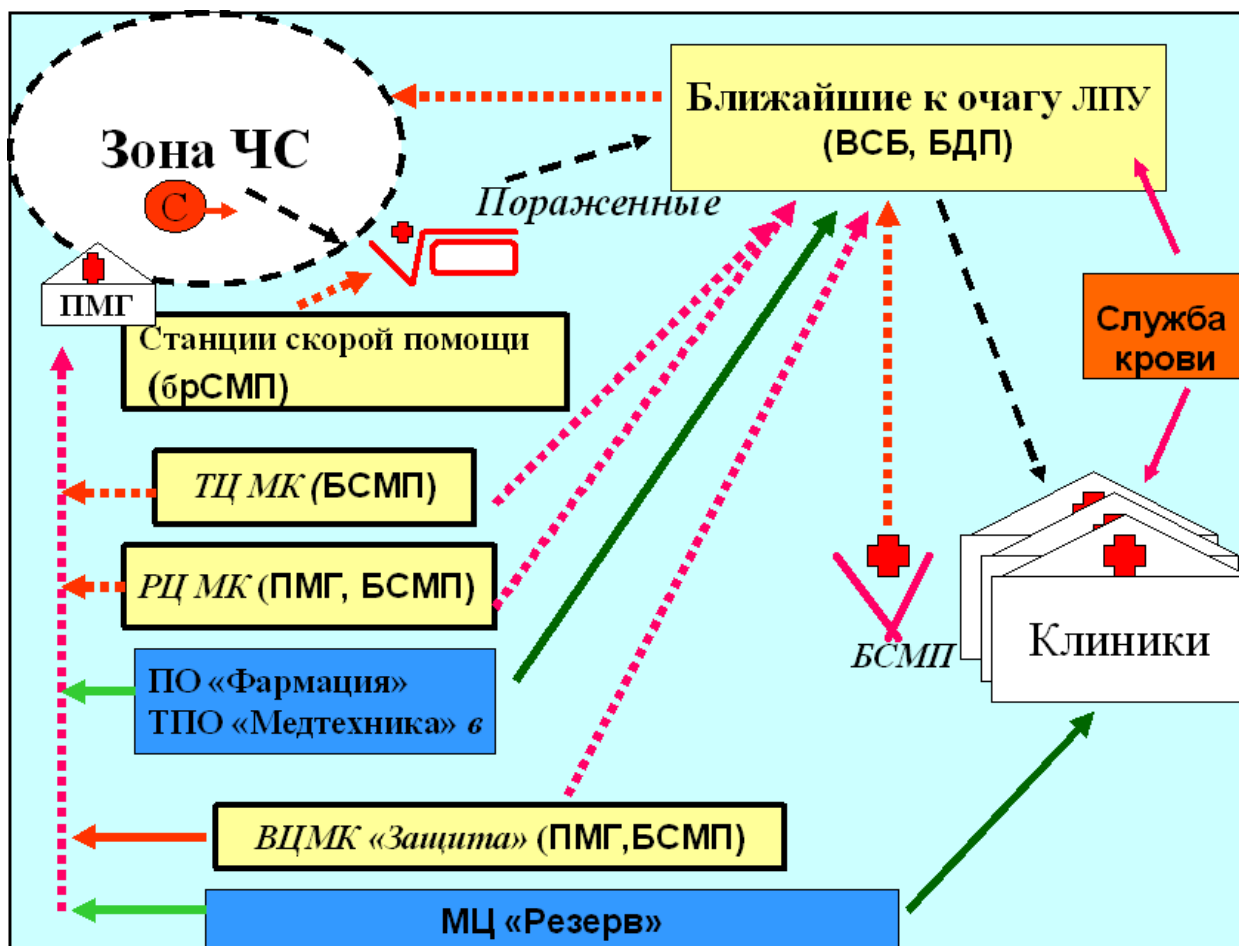 Зона ЧС
С
ПМГ
Ближайшие к очагу ЛПУ
(ВСБ, БДП)
Пораженные
Станции скорой помощи
(брСМП)
Служба
крови
ТЦ МК (БСМП)
РЦ МК (ПМГ, БСМП)
ПО «Фармация»
ТПО «Медтехника» в
БСМП
Клиники
ВЦМК «Защита» (ПМГ,БСМП)
МЦ «Резерв»